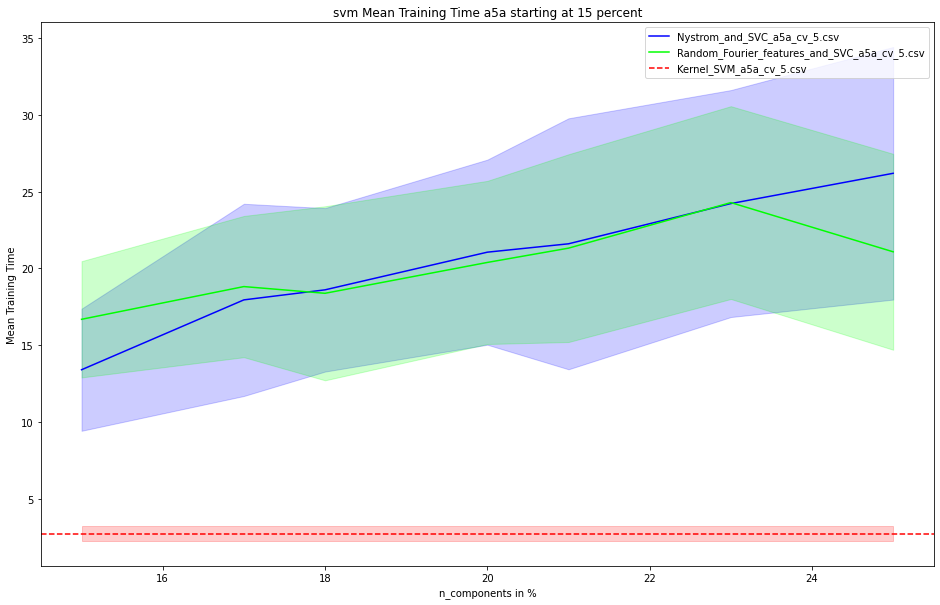 svm Mean Training Time a5a starting at 15 percent
Nystrom_and_SVC_a5a_cv_5.csv
Random_Fourier_features_and_SVC_a5a_cv_5.csv
Kernel_SVM_a5a_cv_5.csv
Mean Training Time
35
30
25
20
15
10
5
16 18 20 22 24
n_components in %